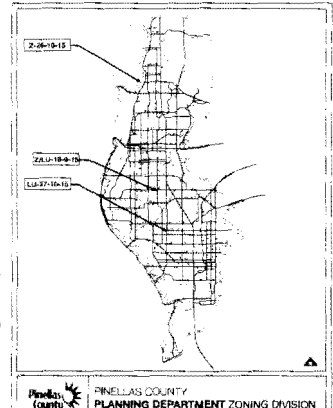 Z-26-10-15
Z/LU-18-9-15
LU-27-10-15
Pinellas
County
PINELLAS COUNTY
PLANNING DEPARTMENT ZONING DIVISION